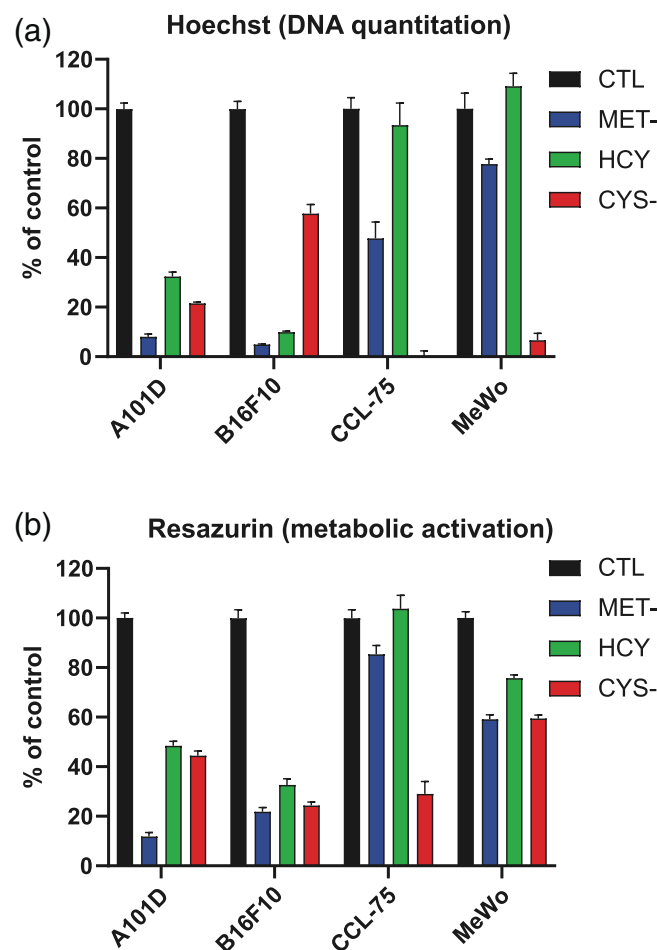 (a)
Hoechst (DNA quantitation)
% of control
120
100
80
60
40
20
0
A101D
B16F10
CCL-75
MeWo
CTL
MET-
HCY
CYS-
(b)
Resazurin (metabolic activation)
% of control
120
100
80
60
40
20
0
A101D
B16F10
CCL-75
MeWo
CTL
MET-
HCY
CYS-